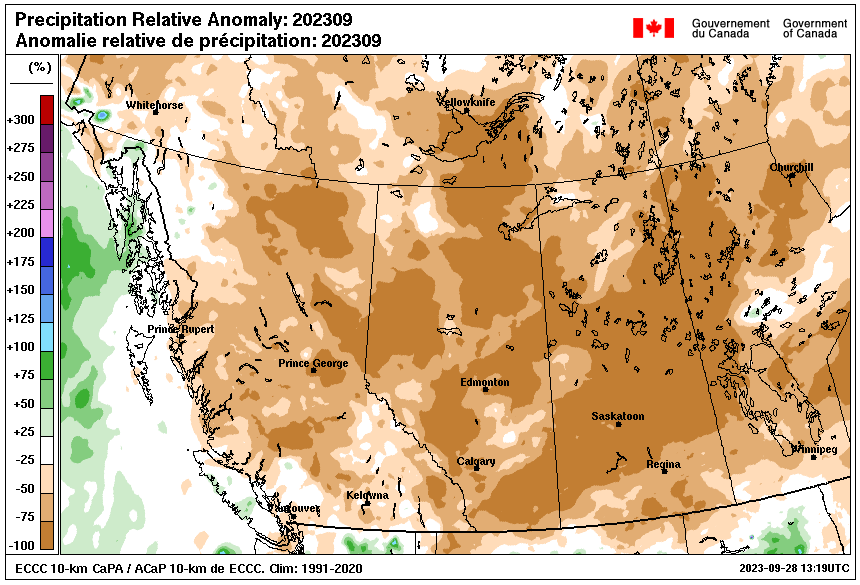 Precipitation Relative Anomaly: 202309
Anomalie relative de précipitation: 202309
Gouvernement du Canada
Government of Canada
(%)
+300
+275
+250
+225
+200
+175
+150
+125
+100
+75
+50
+25
-25
-50
-75
-100
Whitehorse
Yellowknife
Churchill
Prince Rupert
Prince George
Edmonton
Saskatoon
Calgary
Regina
Winnipeg
Kelowna
Vancouver
ECCC 10-km CaPA / ACaP 10-km de ECCC. Clim: 1991-2020
2023-09-28 13:19UTC